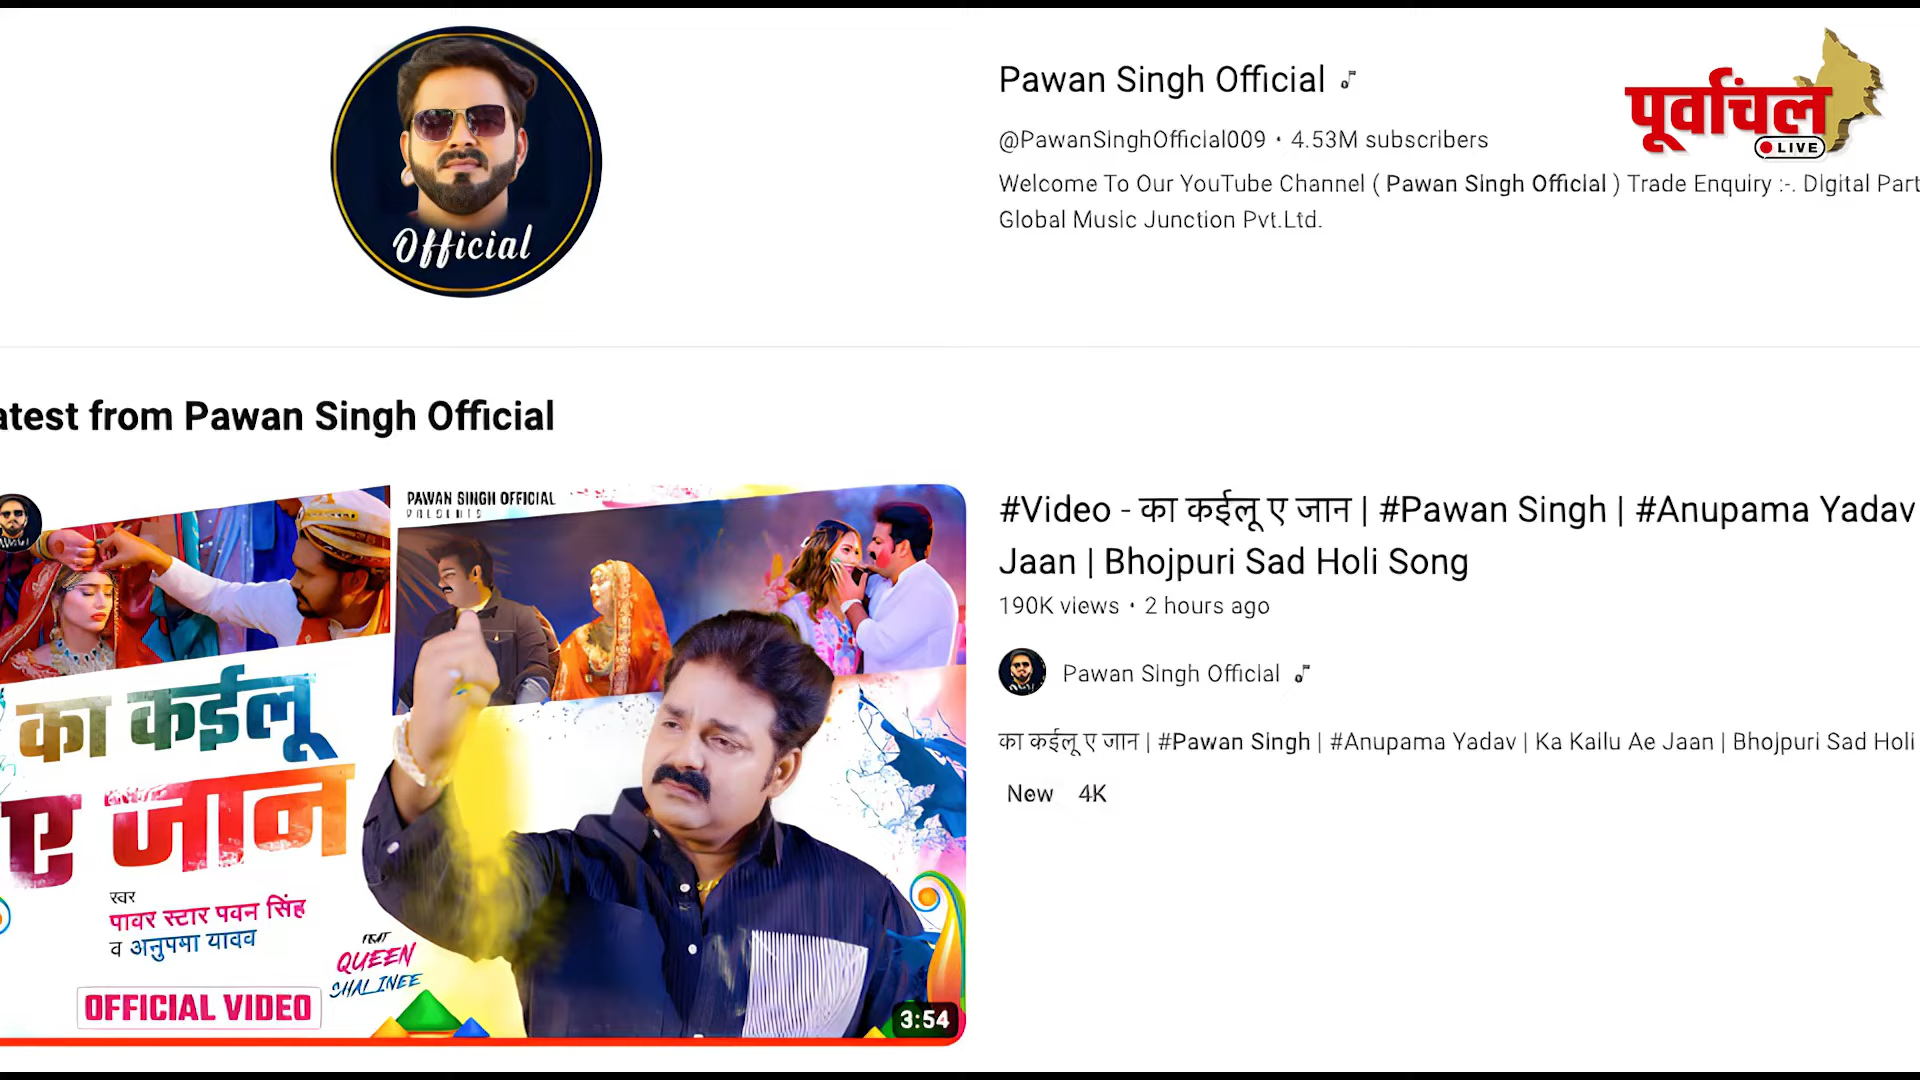 Pawan Singh Official
@PawanSinghOfficial009 • 4.53M subscribers
Welcome To Our YouTube Channel ( Pawan Singh Official ) Trade Enquiry :-. Digital Part
Global Music Junction Pvt.Ltd.
पूर्वांचल
LIVE
Official
atest from Pawan Singh Official
PAWAN SINGH OFFICIAL
PRESENTS
का कईलू
ए जान
स्वर
पावर स्टार पवन सिंह
व अनुपमा यादव
FEAT
QUEEN
SHALINEE
OFFICIAL VIDEO
3:54
#Video - का कईलू ए जान | #Pawan Singh | #Anupama Yadav
Jaan | Bhojpuri Sad Holi Song
190K views • 2 hours ago
Pawan Singh Official
का कईलू ए जान | #Pawan Singh | #Anupama Yadav | Ka Kailu Ae Jaan | Bhojpuri Sad Holi
New 4K